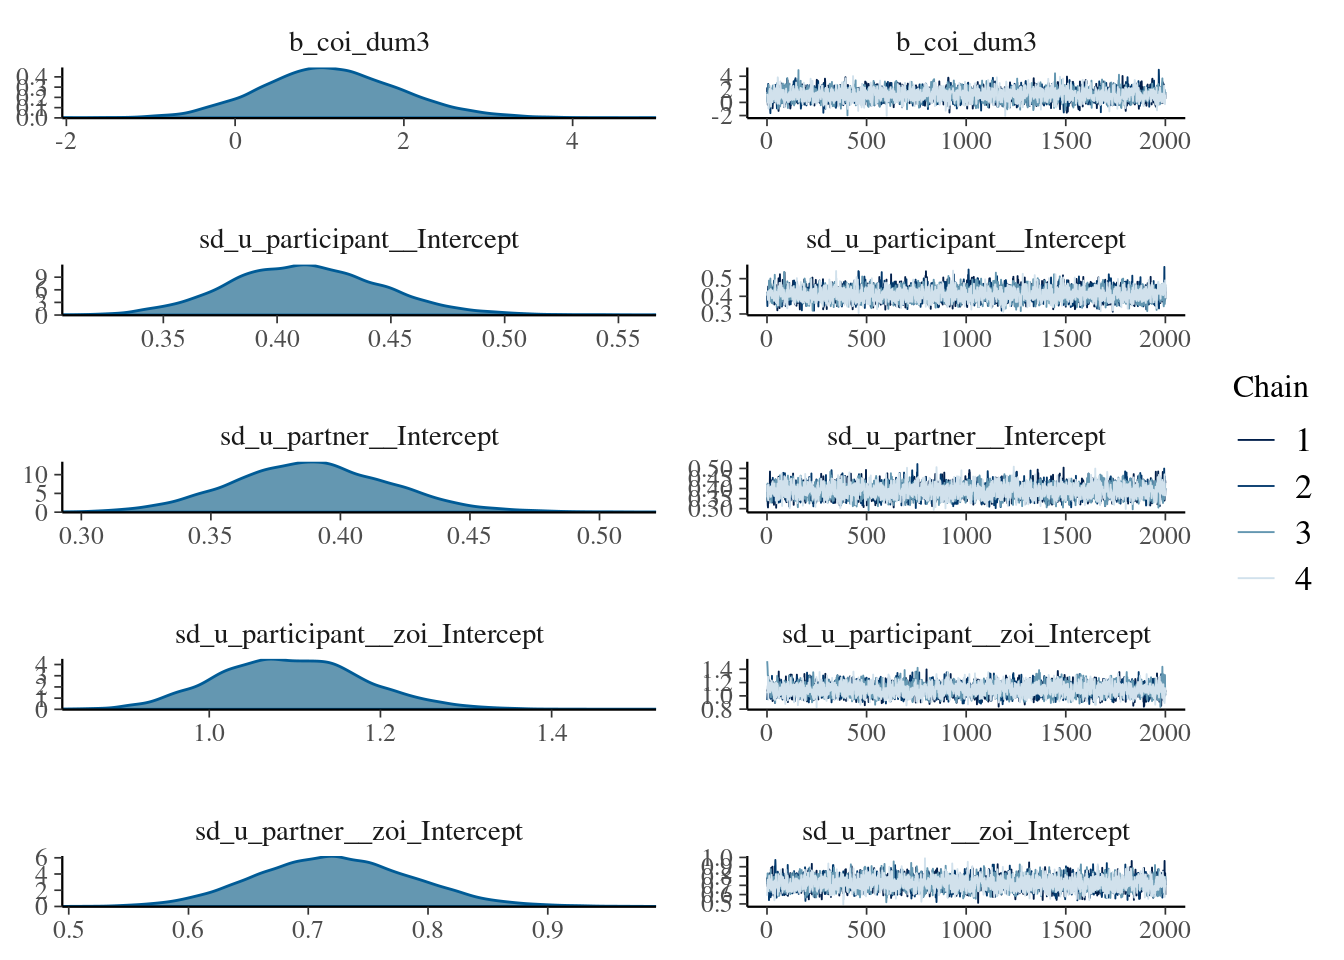 b_coi_dum3
b_coi_dum3
0.4
0.0
-2 0 2 4
4
2
0
-2
0 500 1000 1500 2000
sd_u_participant__Intercept
sd_u_participant__Intercept
9
6
3
0
0.35 0.40 0.45 0.50 0.55
0.5
0.4
0.3
0 500 1000 1500 2000
Chain
1
2
3
4
sd_u_partner__Intercept
sd_u_partner__Intercept
10
5
0
0.30 0.35 0.40 0.45 0.50
0.50
0.30
0 500 1000 1500 2000
sd_u_participant__zoi_Intercept
sd_u_participant__zoi_Intercept
4
3
2
1
0
1.0 1.2 1.4
1.4
1.2
1.0
0.8
0 500 1000 1500 2000
sd_u_partner__zoi_Intercept
sd_u_partner__zoi_Intercept
6
4
2
0
0.5 0.6 0.7 0.8 0.9
1.0
0.5
0 500 1000 1500 2000